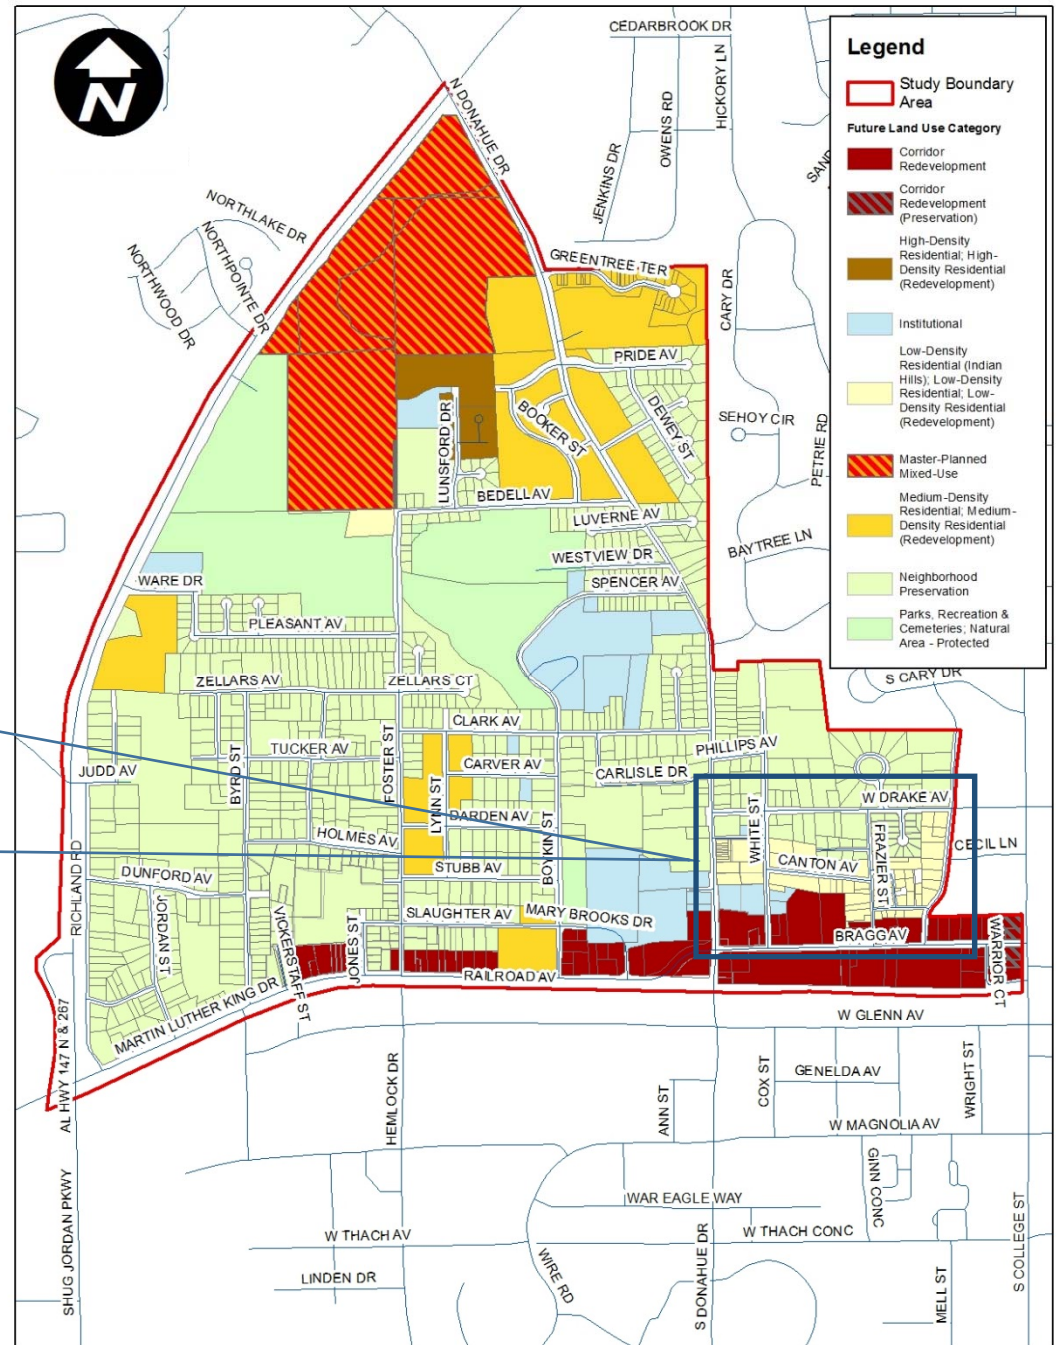 CEDARBROOK DR
N
N DONAHUE DR
HICKORY LN
OWENS RD
JENKINS DR
NORTHLAKE DR
NORTHPOINTE DR
NORTHWOOD DR
GREENTREE TER
CARY DR
PRIDE AV
DEWEY ST
BOOKER ST
SEHOY CIR
PETRIE RD
LUNSFORD DR
BEDELL AV
LUVERNE AV
WESTVIEW DR
SPENCER AV
BAYTREE LN
WARE DR
PLEASANT AV
ZELLARS AV
ZELLARS CT
S CARY DR
CLARK AV
PHILLIPS AV
TUCKER AV
JUDD AV
BYRD ST
FOSTER ST
LYNN ST
CARVER AV
CARLISLE DR
W DRAKE AV
WHITE ST
DARDEN AV
HOLMES AV
BOYKIN ST
FRAZIER ST
CECIL LN
CANTON AV
STUBB AV
DUNFORD AV
RICHLAND RD
JORDAN ST
VICKERSTAFF ST
JONES ST
SLAUGHTER AV
MARY BROOKS DR
BRAGG AV
WARRIOR CT
RAILROAD AV
MARTIN LUTHER KING DR
W GLENN AV
AL HWY 147 N & 267
HEMLOCK DR
ANN ST
COX ST
GENELDA AV
WRIGHT ST
W MAGNOLIA AV
GINN CONC
WAR EAGLE WAY
W THACH AV
W THACH CONC
SHUG JORDAN PKWY
LINDEN DR
WIRE RD
S DONAHUE DR
MELL ST
S COLLEGE ST
Legend
Study Boundary
Area
Future Land Use Category
Corridor
Redevelopment
Corridor
Redevelopment
(Preservation)
High-Density
Residential; High-
Density Residential
(Redevelopment)
Institutional
Low-Density
Residential (Indian
Hills); Low-Density
Residential; Low-
Density Residential
(Redevelopment)
Master-Planned
Mixed-Use
Medium-Density
Residential; Medium-
Density Residential
(Redevelopment)
Neighborhood
Preservation
Parks, Recreation &
Cemeteries; Natural
Area - Protected